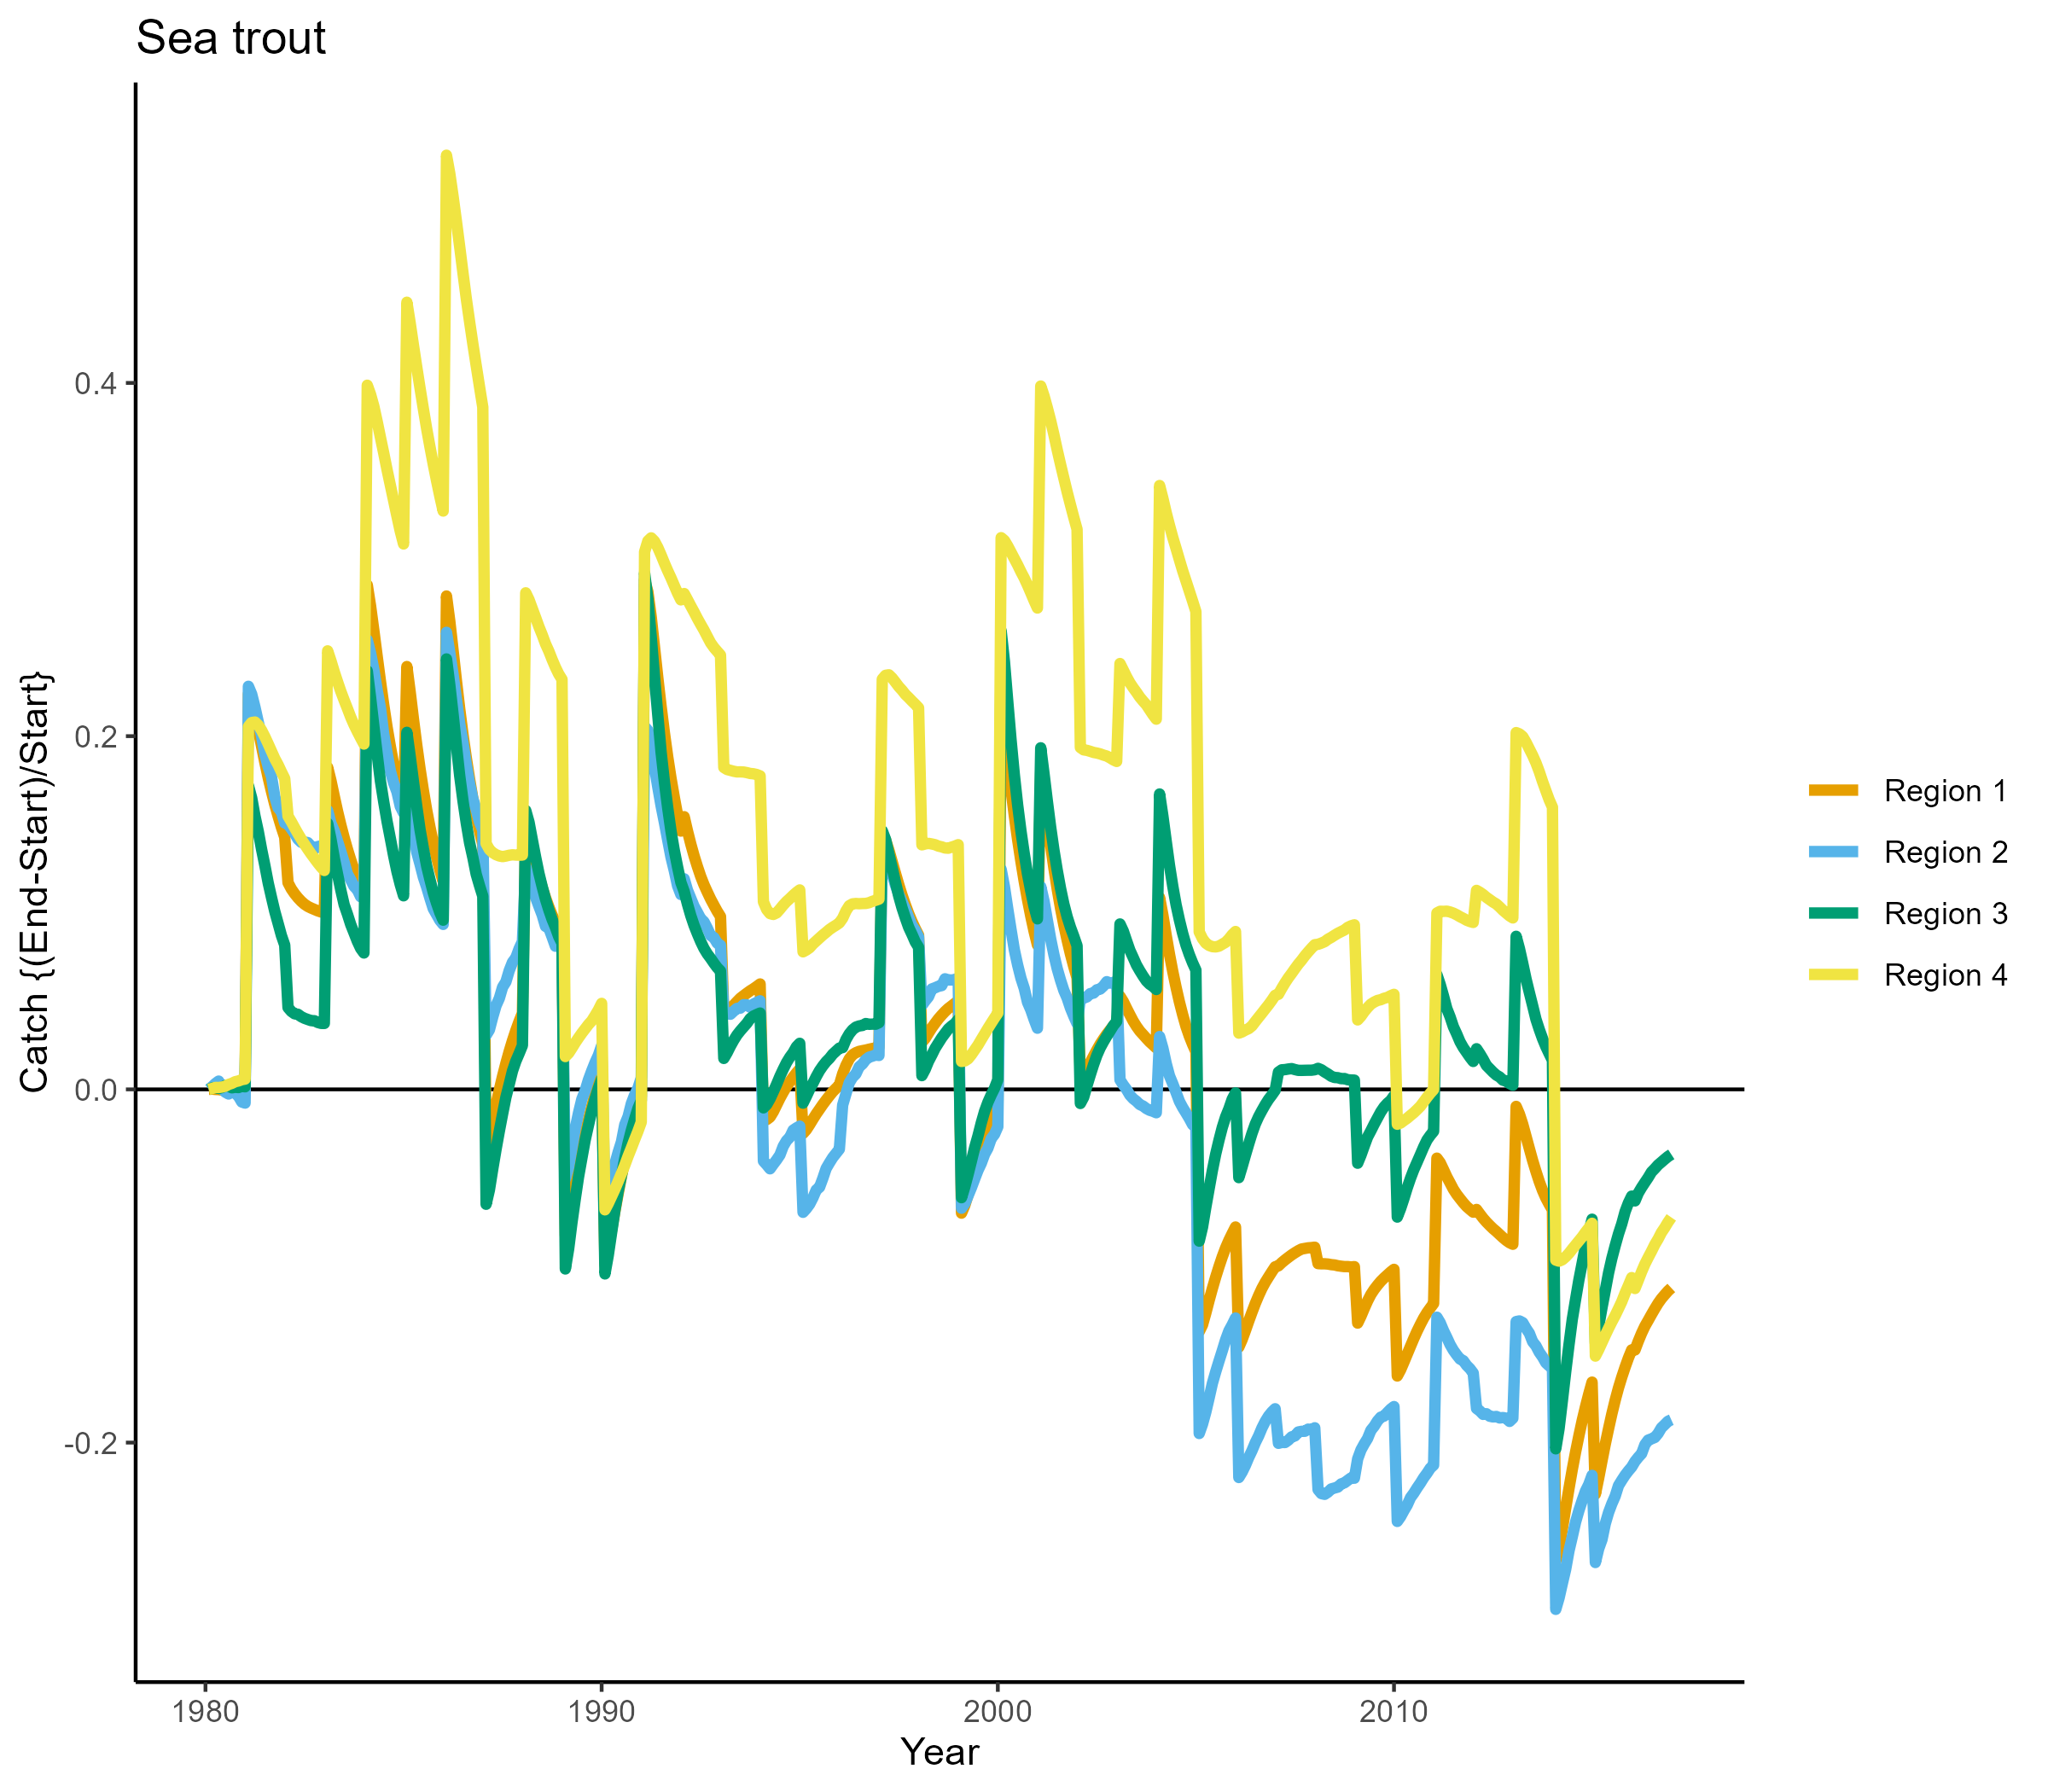 Sea trout
Catch {(End-Start)/Start}
0.4
0.2
0.0
-0.2
1980
1990
2000
2010
Year
Region 1
Region 2
Region 3
Region 4